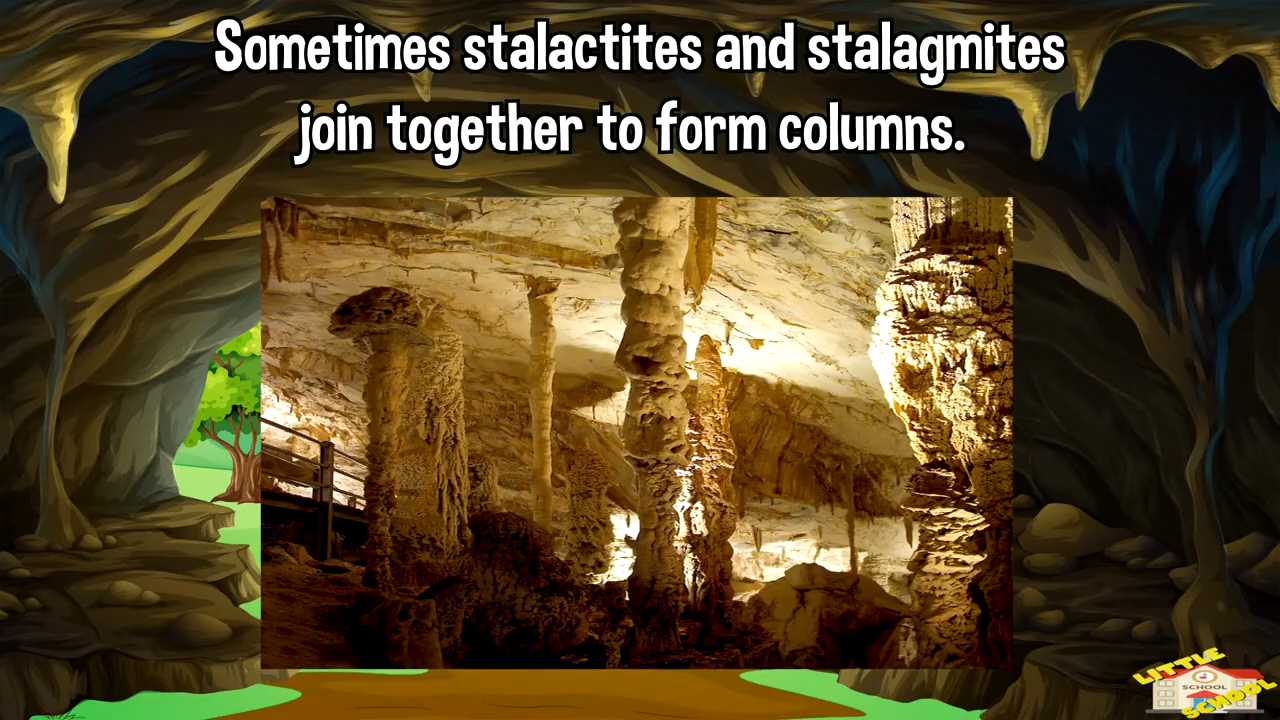 Sometimes stalactites and stalagmites
join together to form columns.
LITTLE
SCHOOL
SCHOOL